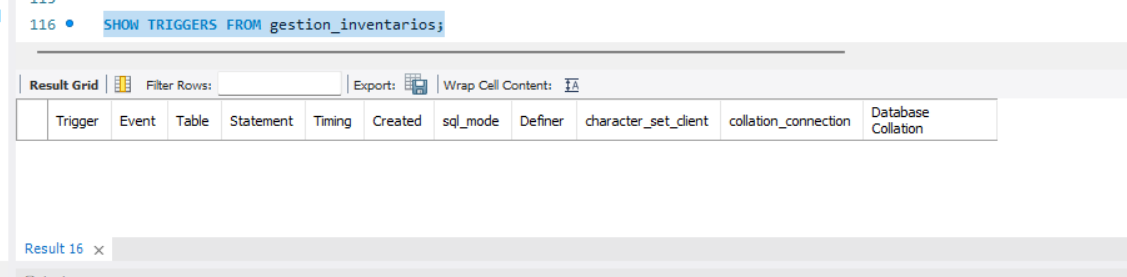 116 SHOW TRIGGERS FROM gestion_inventarios;
Result Grid Filter Rows: Export: Wrap Cell Content: IA
Trigger Event Table Statement Timing Created sql_mode Definer character_set_client collation_connection Database Collation
Result 16 ×